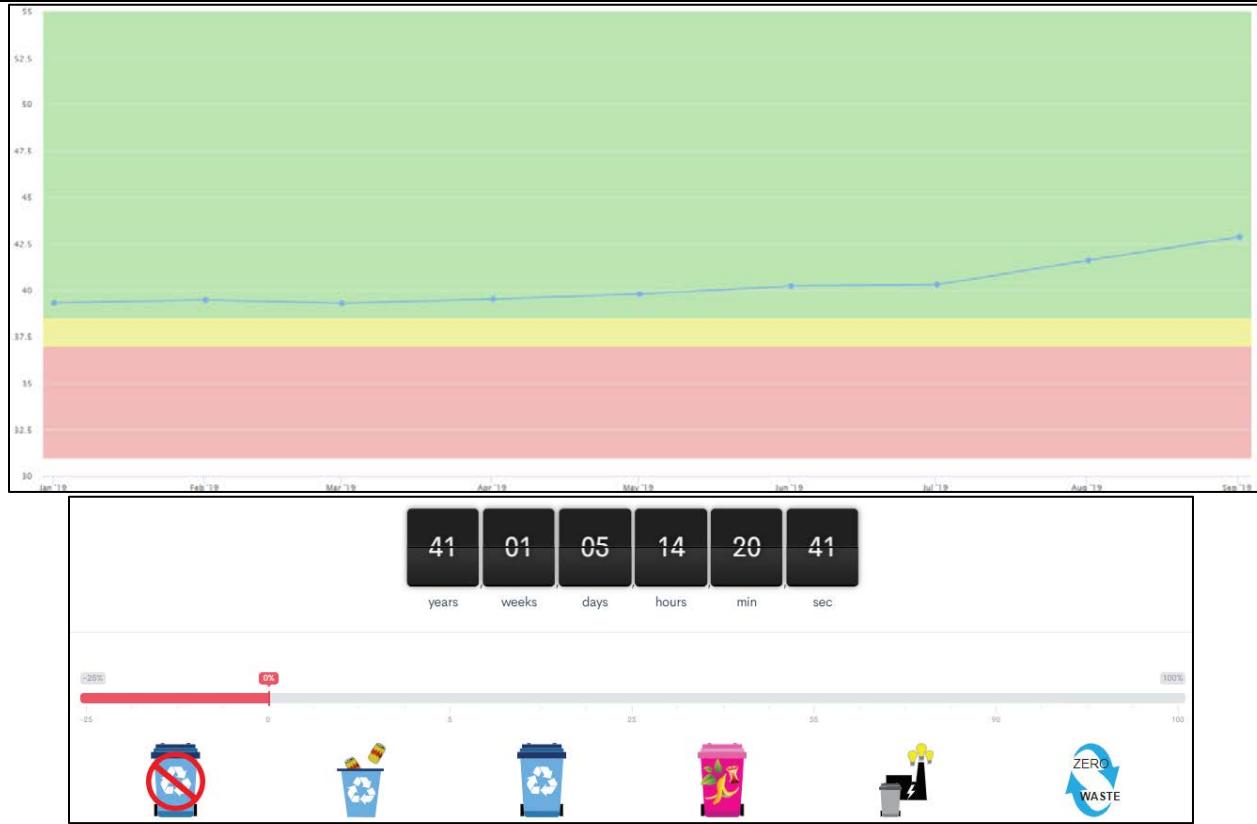 55
52.5
50
47.5
45
42.5
40
37.5
35
32.5
30
Jan '19 Feb '19 Mar '19 Apr '19 May '19 Jun '19 Jul '19 Aug '19 Sep '19
41 01 05 14 20 41
years weeks days hours min sec
-25% 0% 100%
-25 0 5 25 55 90 100
ZERO
WASTE